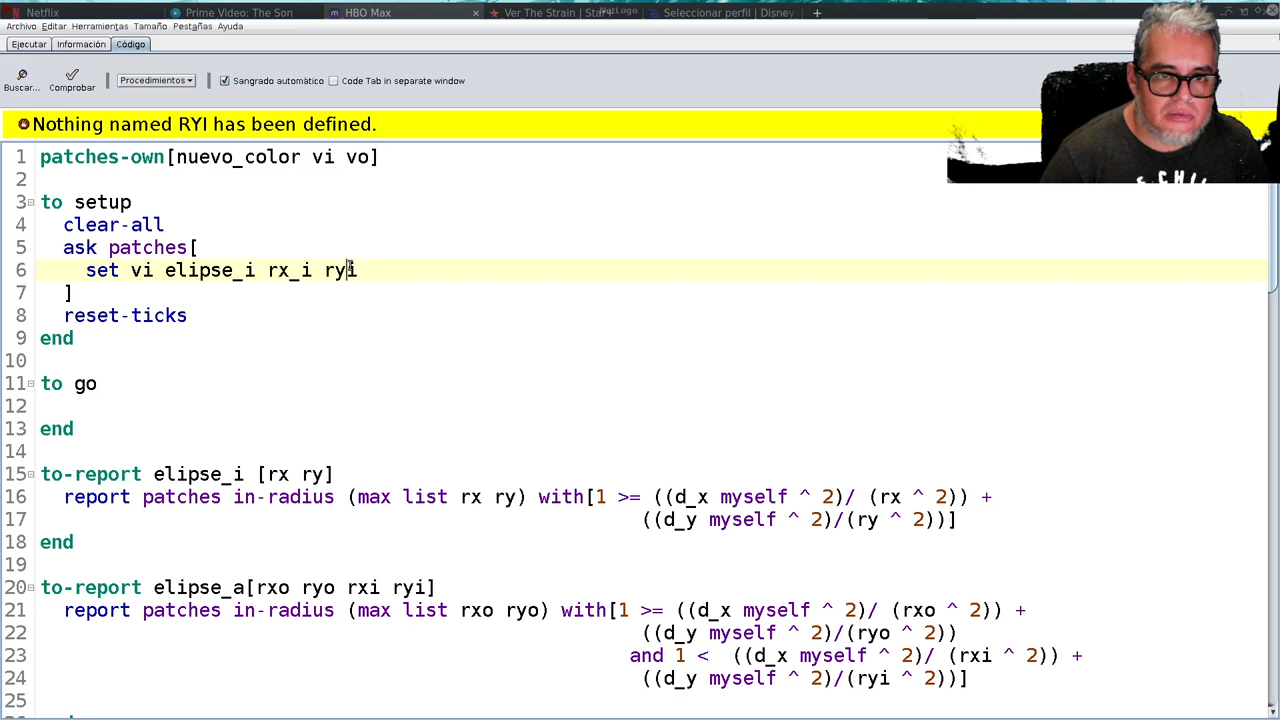 Netflix Prime Video: The Son HBO Max × Ver The Strain | Star+ NetLogo Seleccionar perfil | Disney +
Archivo Editar Herramientas Tamaño Pestañas Ayuda
Ejecutar Información Código
Buscar... Comprobar Procedimientos Sangrado automático Code Tab in separate window
Nothing named RYI has been defined.
1 patches-own[nuevo_color vi vo]
2
3 to setup
4 clear-all
5 ask patches[
6 set vi elipse_i rx_i ryi
7 ]
8 reset-ticks
9 end
10
11 to go
12
13 end
14
15 to-report elipse_i [rx ry]
16 report patches in-radius (max list rx ry) with[1 >= ((d_x myself ^ 2)/ (rx ^ 2)) +
17 ((d_y myself ^ 2)/(ry ^ 2))]
18 end
19
20 to-report elipse_a[rxo ryo rxi ryi]
21 report patches in-radius (max list rxo ryo) with[1 >= ((d_x myself ^ 2)/ (rxo ^ 2)) +
22 ((d_y myself ^ 2)/(ryo ^ 2))
23 and 1 < ((d_x myself ^ 2)/ (rxi ^ 2)) +
24 ((d_y myself ^ 2)/(ryi ^ 2))]
25